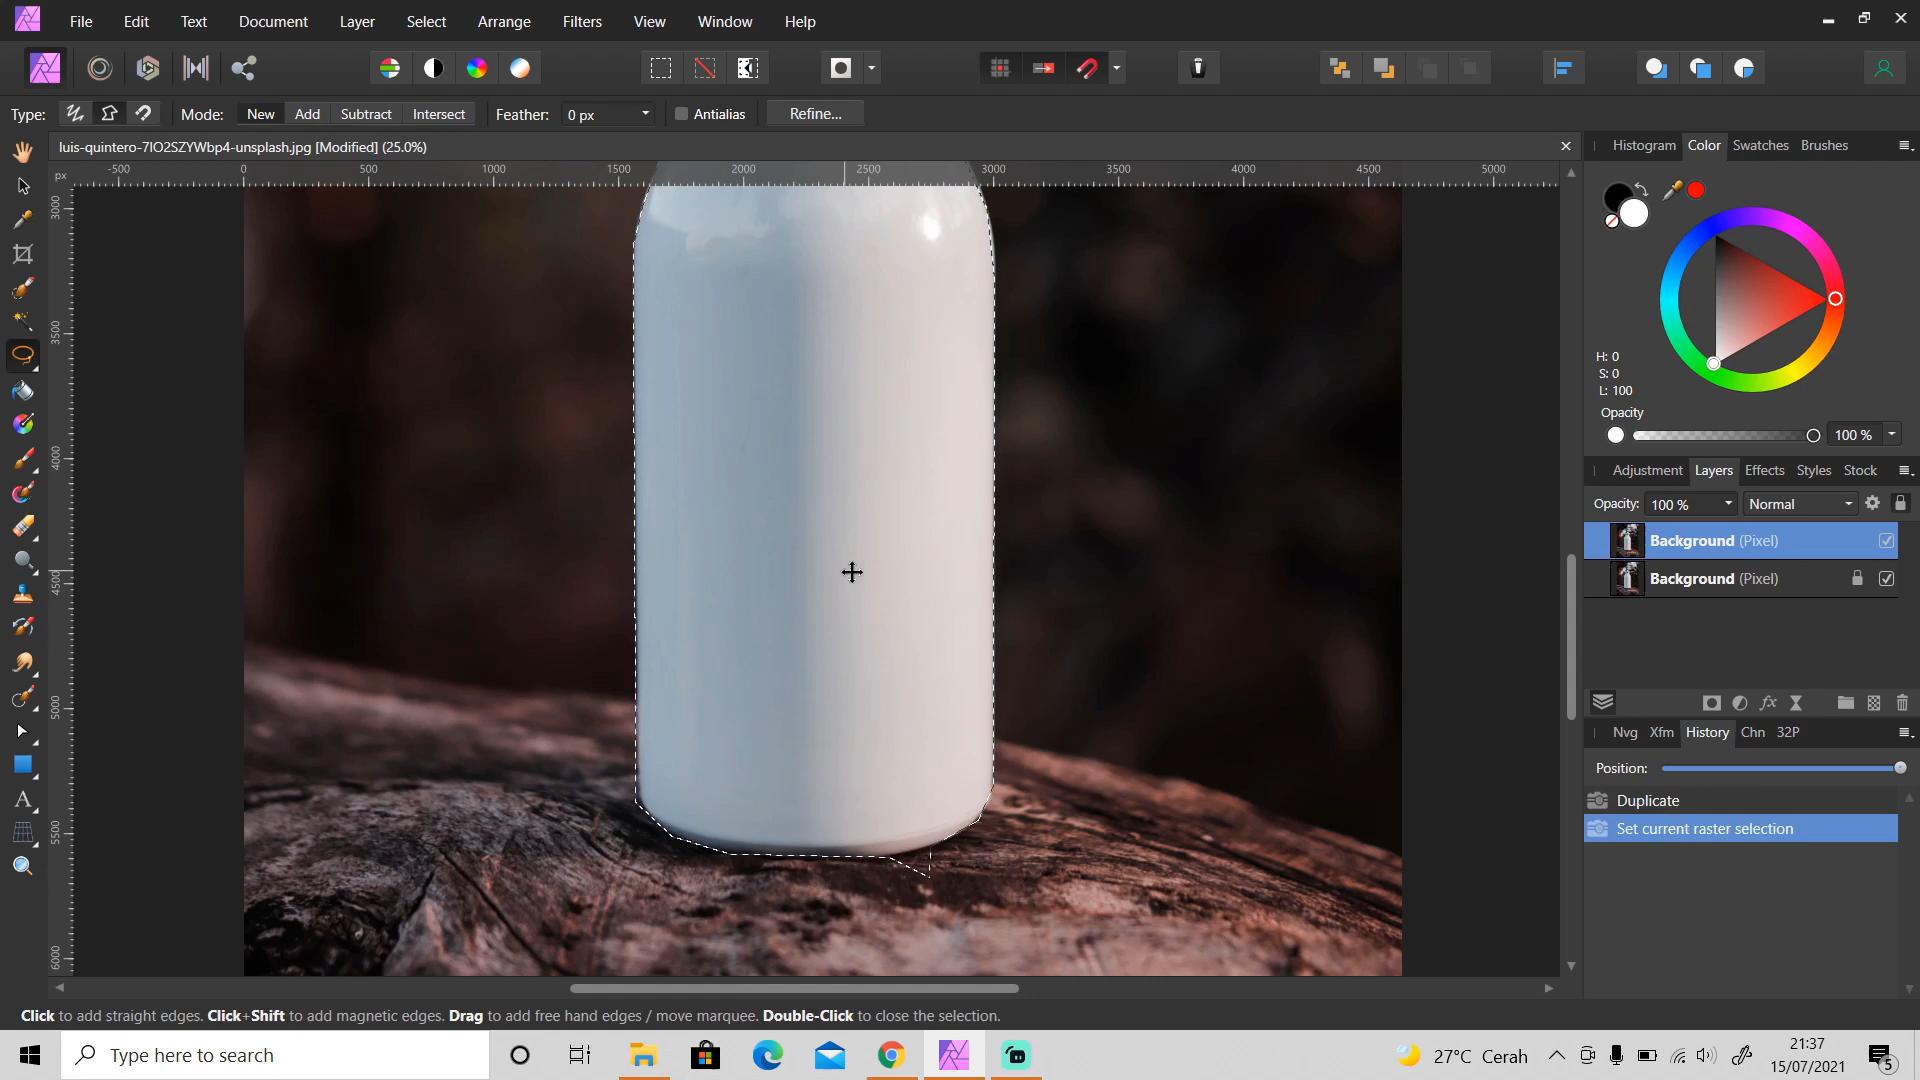 File Edit Text Document Layer Select Arrange Filters View Window Help
Type: Mode: New Add Subtract Intersect Feather: 0 px Antialias Refine...
luis-quintero-7IO2SZYWbp4-unsplash.jpg [Modified] (25.0%)
Histogram Color Swatches Brushes
px -500 0 500 1000 1500 2000 2500 3000 3500 4000 4500 5000
3000
3500
4000
4500
5000
5500
6000
H: 0
S: 0
L: 100
Opacity
100 %
Adjustment Layers Effects Styles Stock
Opacity: 100 % Normal
Background (Pixel)
Background (Pixel)
fx
Nvg Xfm History Chn 32P
Position:
Duplicate
Set current raster selection
Click to add straight edges. Click+Shift to add magnetic edges. Drag to add free hand edges / move marquee. Double-Click to close the selection.
Type here to search
27°C Cerah
21:37
15/07/2021
5